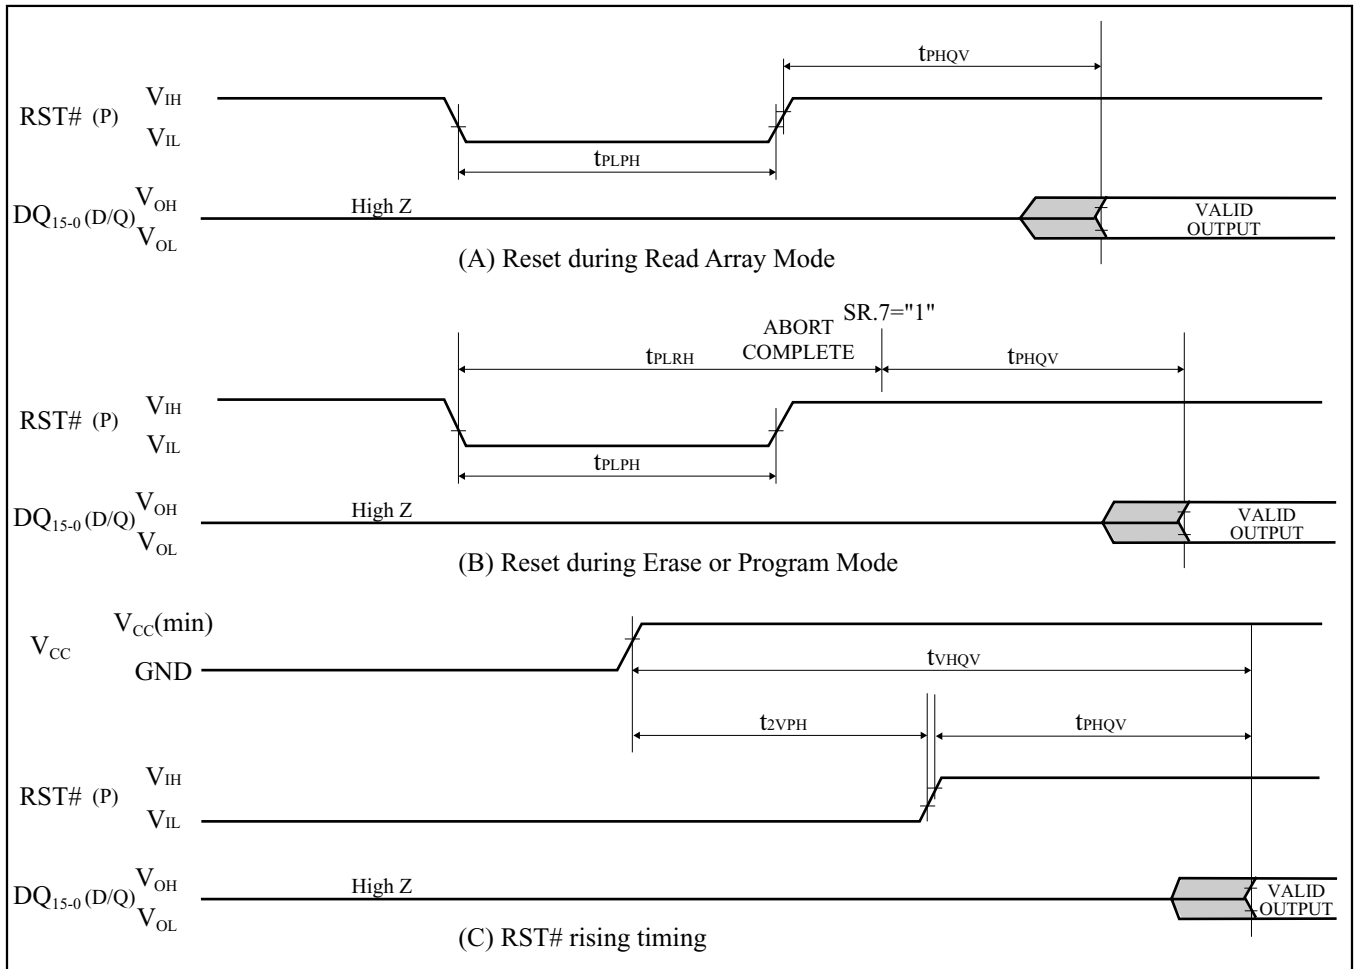 tPHQV
VIH
RST# (P)
VIL
tPLPH
VOH
DQ15-0 (D/Q)
High Z
VOL
VALID
OUTPUT
(A) Reset during Read Array Mode
SR.7="1"
ABORT
COMPLETE
tPLRH
tPHQV
VIH
RST# (P)
VIL
tPLPH
VOH
DQ15-0 (D/Q)
High Z
VOL
VALID
OUTPUT
(B) Reset during Erase or Program Mode
VCC(min)
VCC
GND
tVHQV
t2VPH
tPHQV
VIH
RST# (P)
VIL
VOH
DQ15-0 (D/Q)
High Z
VOL
VALID
OUTPUT
(C) RST# rising timing